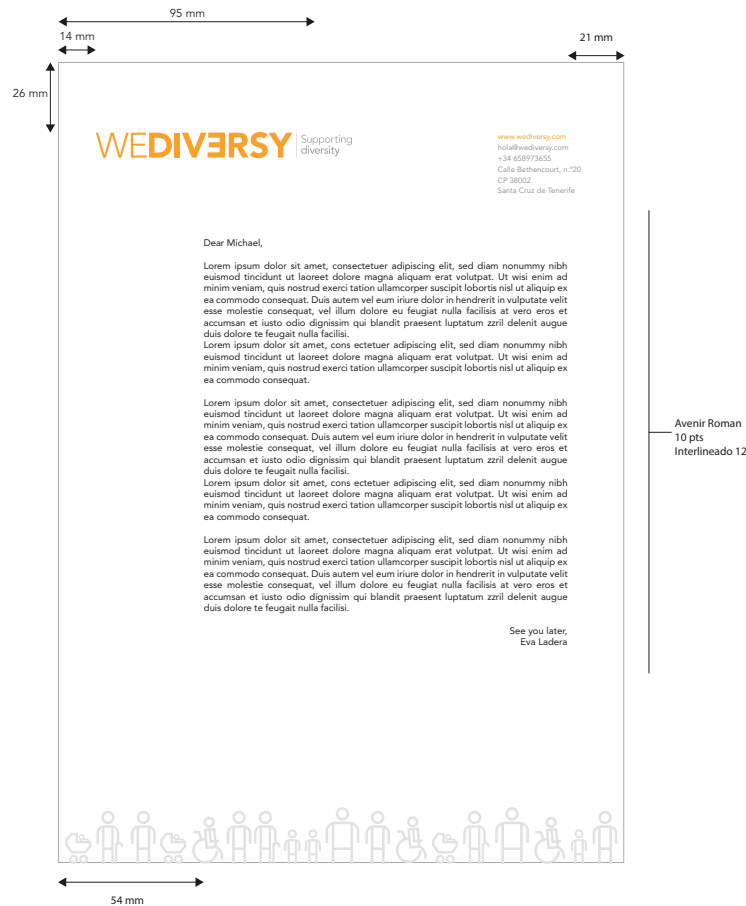 95 mm
14 mm
21 mm
26 mm
WEDIVERSY
Supporting
diversity
www.wediversy.com
hola@wediversy.com
+34 658973655
Calle Bethencourt, n.º20
CP 38002
Santa Cruz de Tenerife
Dear Michael,
Lorem ipsum dolor sit amet, consectetuer adipiscing elit, sed diam nonummy nibh
euismod tincidunt ut laoreet dolore magna aliquam erat volutpat. Ut wisi enim ad
minim veniam, quis nostrud exerci tation ullamcorper suscipit lobortis nisl ut aliquip ex
ea commodo consequat. Duis autem vel eum iriure dolor in hendrerit in vulputate velit
esse molestie consequat, vel illum dolore eu feugiat nulla facilisis at vero eros et
accumsan et iusto odio dignissim qui blandit praesent luptatum zzril delenit augue
duis dolore te feugait nulla facilisi.
Lorem ipsum dolor sit amet, cons ectetuer adipiscing elit, sed diam nonummy nibh
euismod tincidunt ut laoreet dolore magna aliquam erat volutpat. Ut wisi enim ad
minim veniam, quis nostrud exerci tation ullamcorper suscipit lobortis nisl ut aliquip ex
ea commodo consequat.
Lorem ipsum dolor sit amet, consectetuer adipiscing elit, sed diam nonummy nibh
euismod tincidunt ut laoreet dolore magna aliquam erat volutpat. Ut wisi enim ad
minim veniam, quis nostrud exerci tation ullamcorper suscipit lobortis nisl ut aliquip ex
ea commodo consequat. Duis autem vel eum iriure dolor in hendrerit in vulputate velit
esse molestie consequat, vel illum dolore eu feugiat nulla facilisis at vero eros et
accumsan et iusto odio dignissim qui blandit praesent luptatum zzril delenit augue
duis dolore te feugait nulla facilisi.
Lorem ipsum dolor sit amet, cons ectetuer adipiscing elit, sed diam nonummy nibh
euismod tincidunt ut laoreet dolore magna aliquam erat volutpat. Ut wisi enim ad
minim veniam, quis nostrud exerci tation ullamcorper suscipit lobortis nisl ut aliquip ex
ea commodo consequat.
Lorem ipsum dolor sit amet, consectetuer adipiscing elit, sed diam nonummy nibh
euismod tincidunt ut laoreet dolore magna aliquam erat volutpat. Ut wisi enim ad
minim veniam, quis nostrud exerci tation ullamcorper suscipit lobortis nisl ut aliquip ex
ea commodo consequat. Duis autem vel eum iriure dolor in hendrerit in vulputate velit
esse molestie consequat, vel illum dolore eu feugiat nulla facilisis at vero eros et
accumsan et iusto odio dignissim qui blandit praesent luptatum zzril delenit augue
duis dolore te feugait nulla facilisi.
See you later,
Eva Ladera
Avenir Roman
10 pts
Interlineado 12
54 mm